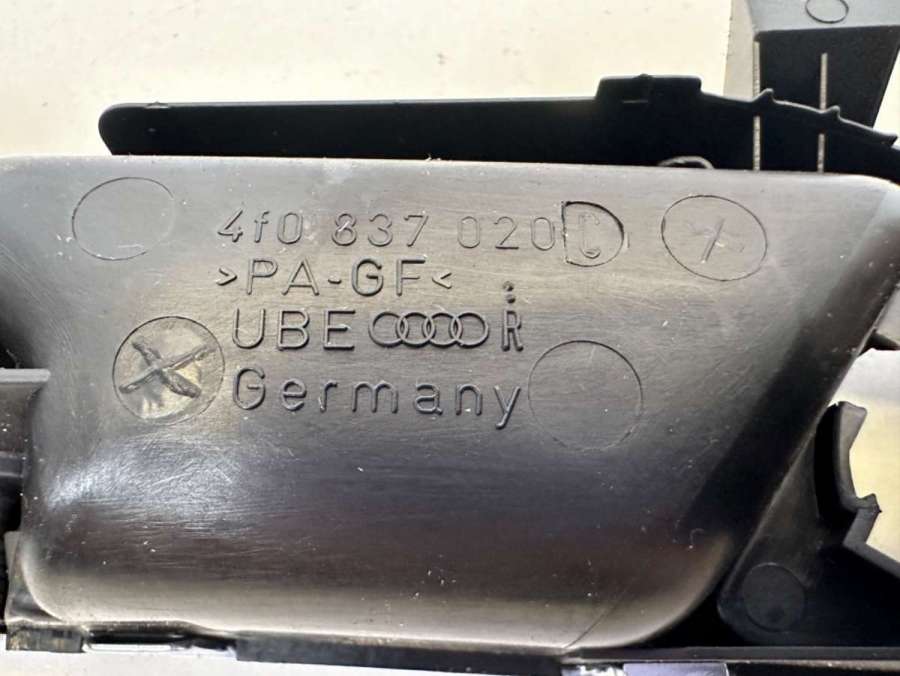 4f0 837 020 C
>PA-GF<
UBE R
Germany